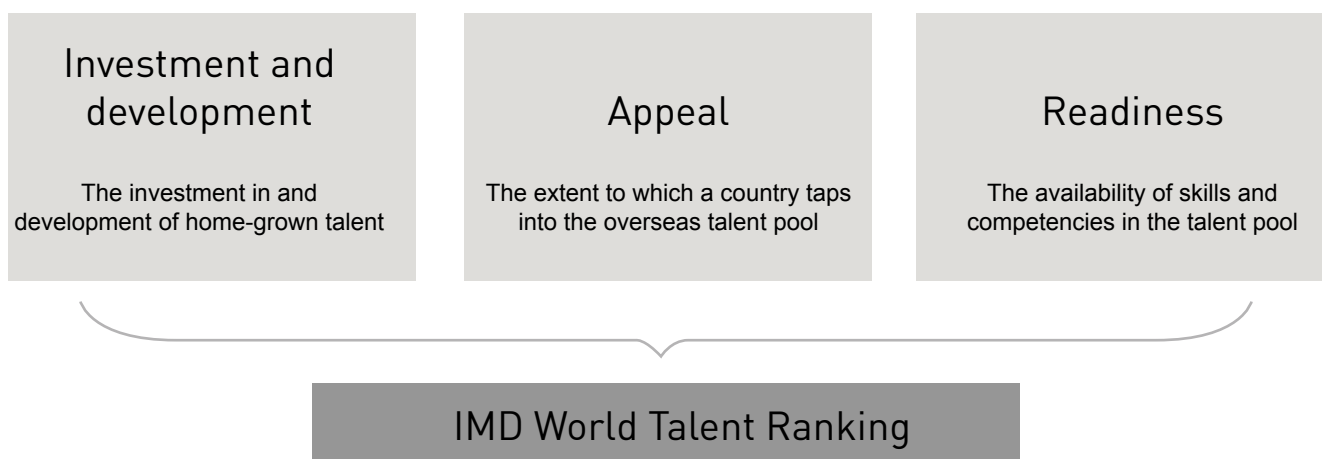 Investment and
development
The investment in and
development of home-grown talent
Appeal
The extent to which a country taps
into the overseas talent pool
Readiness
The availability of skills and
competencies in the talent pool
IMD World Talent Ranking